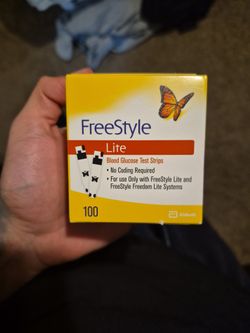 FreeStyle
Lite
Blood Glucose Test Strips
• No Coding Required
• For use Only with FreeStyle Lite and
FreeStyle Freedom Lite Systems
100
Abbott